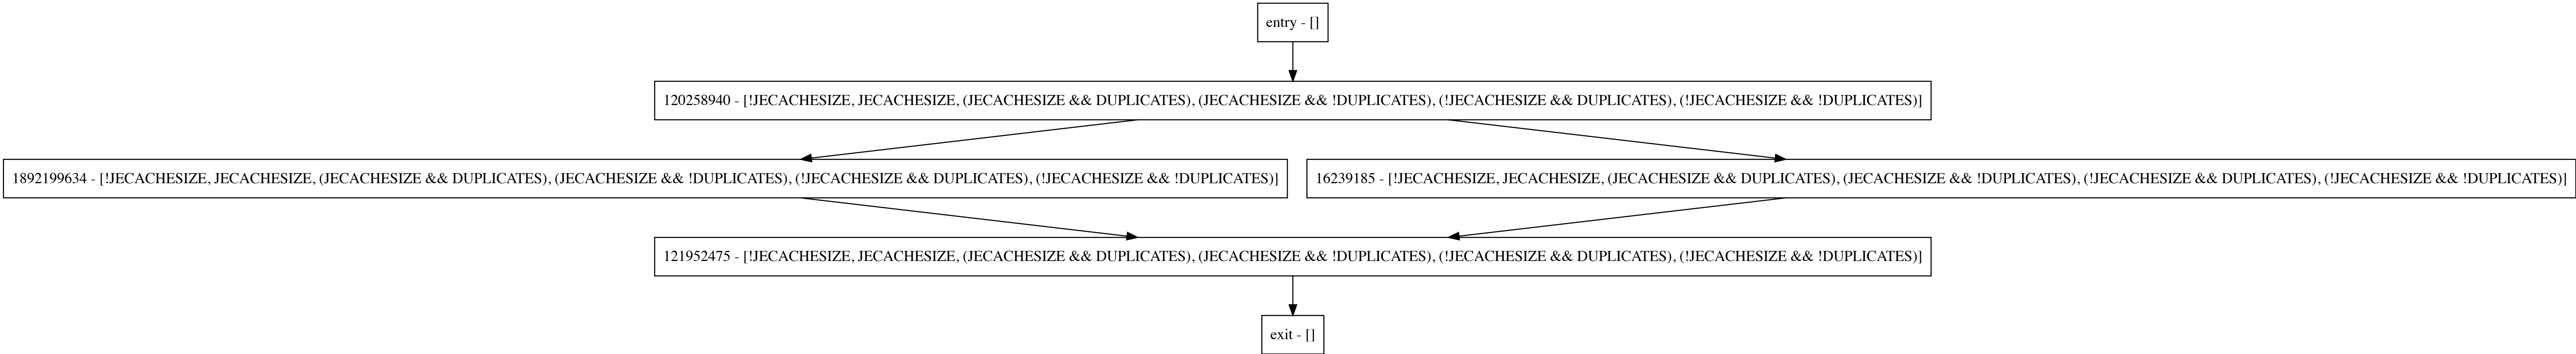 entry - []
120258940 - [!JECACHESIZE, JECACHESIZE, (JECACHESIZE && DUPLICATES), (JECACHESIZE && !DUPLICATES), (!JECACHESIZE && DUPLICATES), (!JECACHESIZE && !DUPLICATES)]
1892199634 - [!JECACHESIZE, JECACHESIZE, (JECACHESIZE && DUPLICATES), (JECACHESIZE && !DUPLICATES), (!JECACHESIZE && DUPLICATES), (!JECACHESIZE && !DUPLICATES)]
16239185 - [!JECACHESIZE, JECACHESIZE, (JECACHESIZE && DUPLICATES), (JECACHESIZE && !DUPLICATES), (!JECACHESIZE && DUPLICATES), (!JECACHESIZE && !DUPLICATES)]
121952475 - [!JECACHESIZE, JECACHESIZE, (JECACHESIZE && DUPLICATES), (JECACHESIZE && !DUPLICATES), (!JECACHESIZE && DUPLICATES), (!JECACHESIZE && !DUPLICATES)]
exit - []